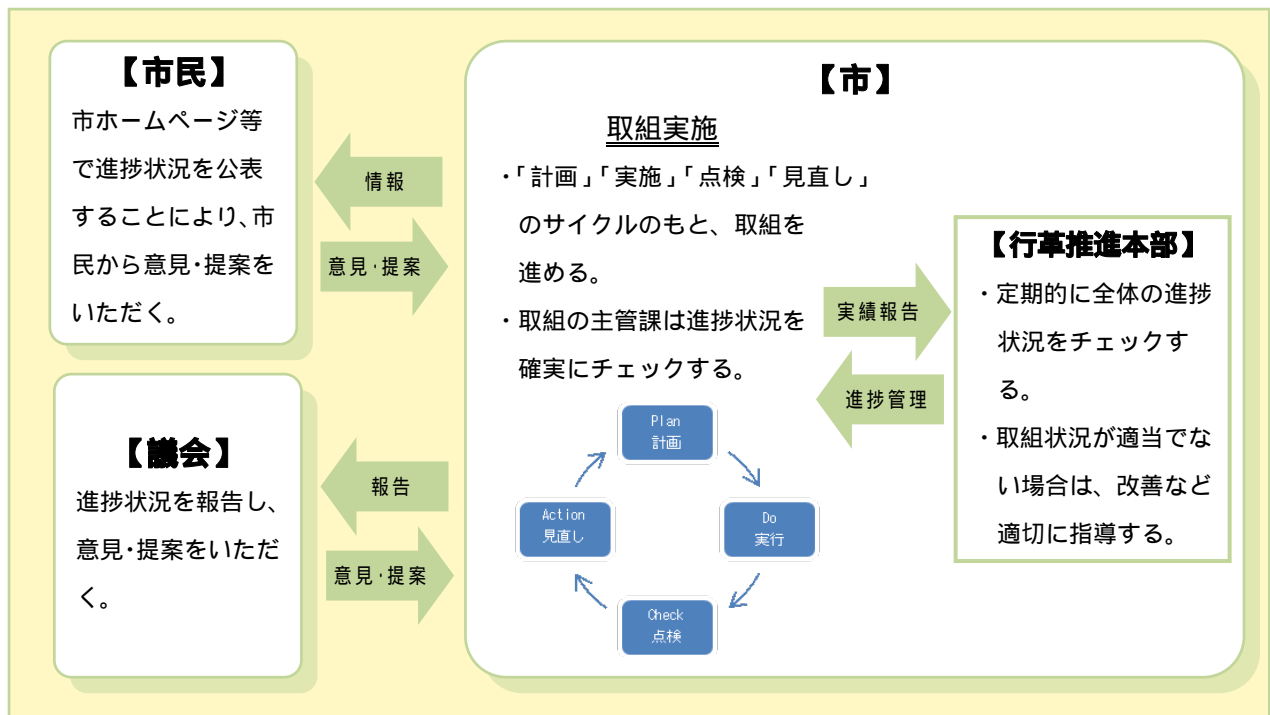 【市民】
市ホームページ等
で進捗状況を公表
することにより、市
民から意見・提案を
いただく。
情報
意見・提案
【議会】
進捗状況を報告し、
意見・提案をいただ
く。
報告
意見・提案
【市】
取組実施
・「計画」「実施」「点検」「見直し」
のサイクルのもと、取組を
進める。
・取組の主管課は進捗状況を
確実にチェックする。
Plan
計画
Do
実行
Check
点検
Action
見直し
実績報告
進捗管理
【行革推進本部】
・定期的に全体の進捗
状況をチェックす
る。
・取組状況が適当でな
い場合は、改善など
適切に指導する。